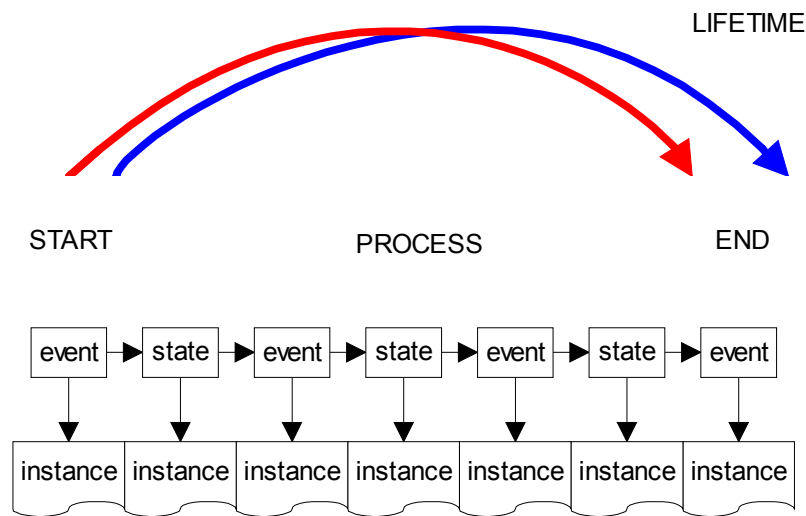 LIFETIME
START PROCESS END
event state event state event state event
instance instance instance instance instance instance instance